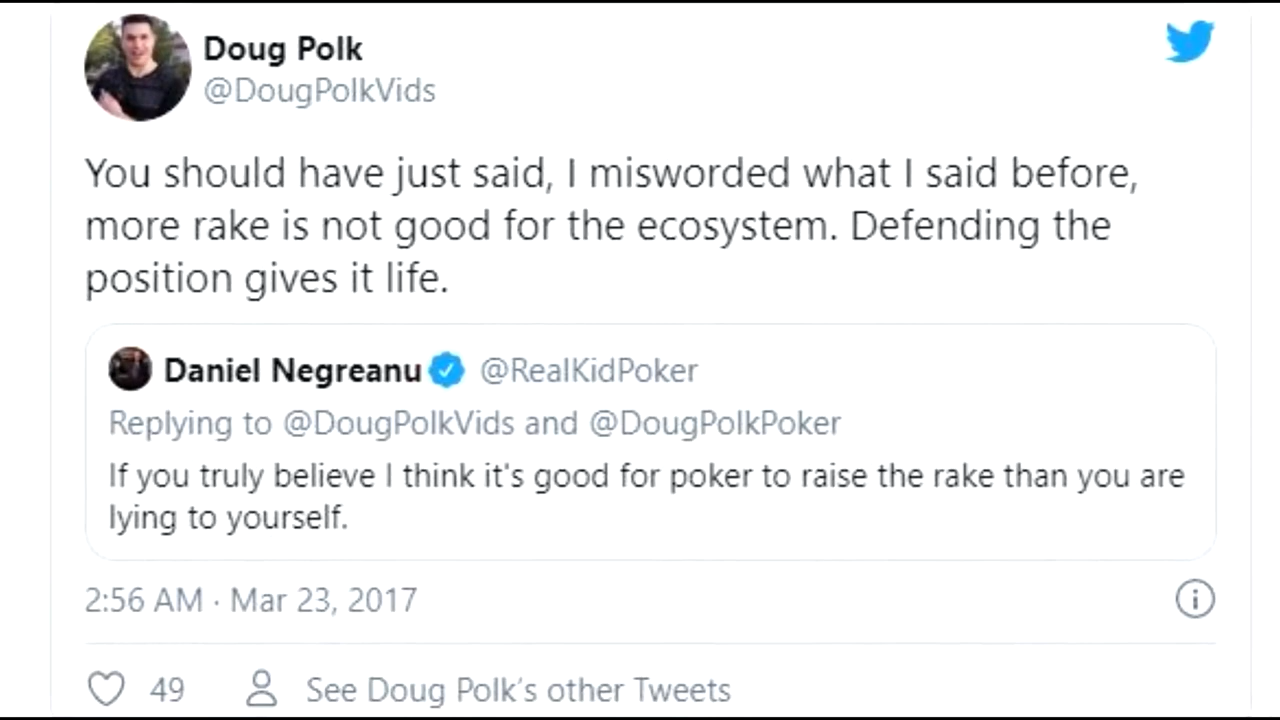 Doug Polk
@DougPolkVids
You should have just said, I misworded what I said before,
more rake is not good for the ecosystem. Defending the
position gives it life.
Daniel Negreanu @RealKidPoker
Replying to @DougPolkVids and @DougPolkPoker
If you truly believe I think it's good for poker to raise the rake than you are
lying to yourself.
2:56 AM · Mar 23, 2017
49 See Doug Polk’s other Tweets